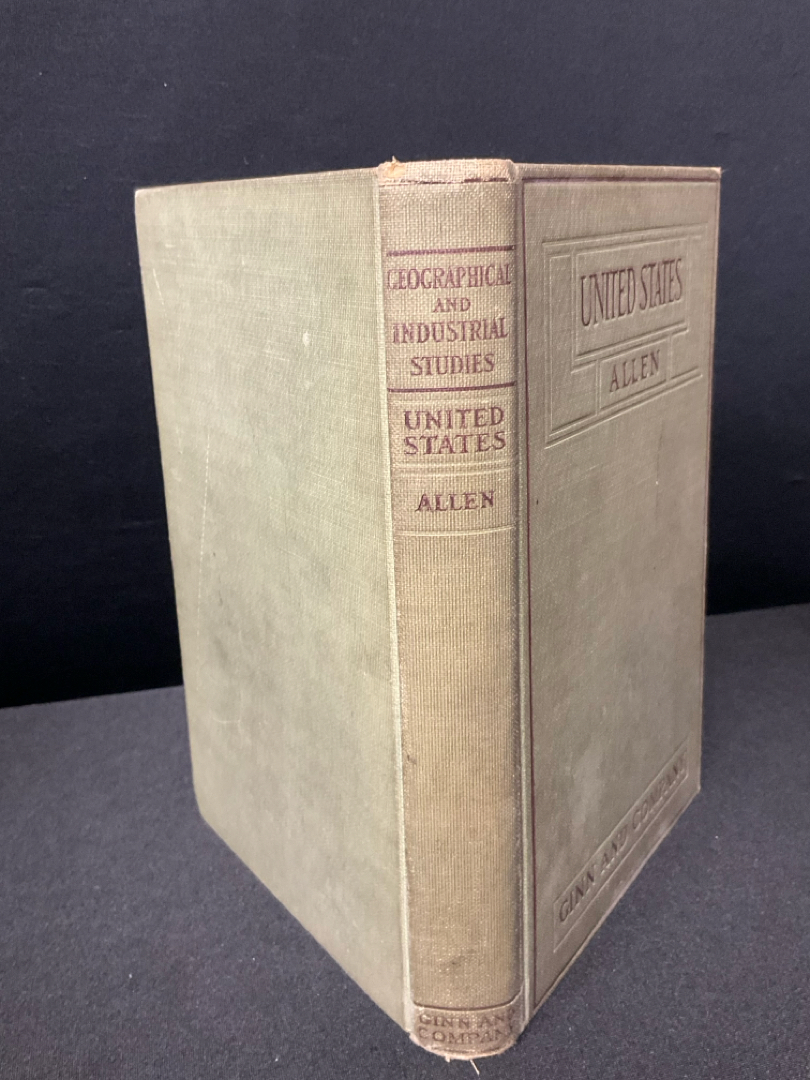 GEOGRAPHICAL
AND
INDUSTRIAL
STUDIES
UNITED
STATES
ALLEN
GINN AND
COMPANY
UNITED STATES
ALLEN
GINN AND COMPANY